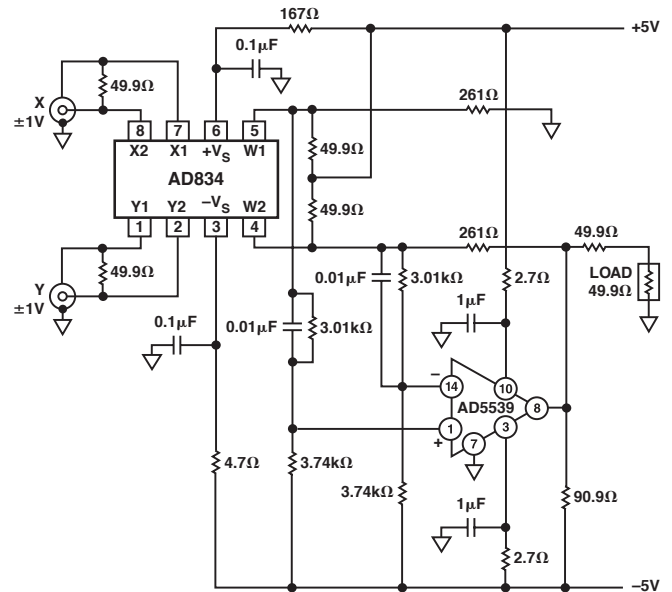 167Ω
+5V
0.1μF
49.9Ω
X
±1V
261Ω
8 7 6 5
X2 X1 +VS W1
49.9Ω
AD834
Y1 Y2 –VS W2
49.9Ω
1 2 3 4
261Ω
49.9Ω
Y
±1V
49.9Ω
0.01μF
3.01kΩ
2.7Ω
LOAD
49.9Ω
0.1μF
0.01μF
3.01kΩ
1μF
–
14
10
AD5539
8
1
3
+
7
4.7Ω
3.74kΩ
3.74kΩ
1μF
90.9Ω
2.7Ω
–5V